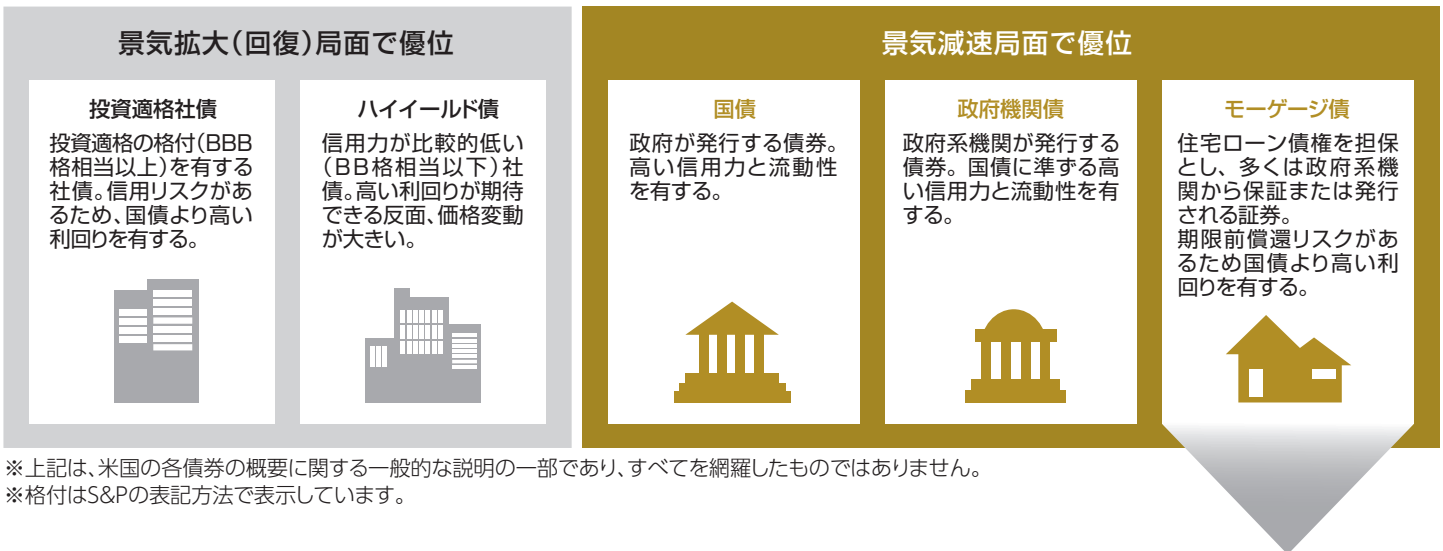 景気拡大(回復)局面で優位
投資適格社債
投資適格の格付(BBB
格相当以上)を有する
社債。信用リスクがあ
るため、国債より高い
利回りを有する。
ハイイールド債
信用力が比較的低い
(BB格相当以下)社
債。高い利回りが期待
できる反面、価格変動
が大きい。
景気減速局面で優位
国債
政府が発行する債券。
高い信用力と流動性
を有する。
政府機関債
政府系機関が発行する
債券。国債に準ずる高
い信用力と流動性を有
する。
モーゲージ債
住宅ローン債権を担保
とし、多くは政府系機
関から保証または発行
される証券。
期限前償還リスクがあ
るため国債より高い利
回りを有する。
※上記は、米国の各債券の概要に関する一般的な説明の一部であり、すべてを網羅したものではありません。
※格付はS&Pの表記方法で表示しています。